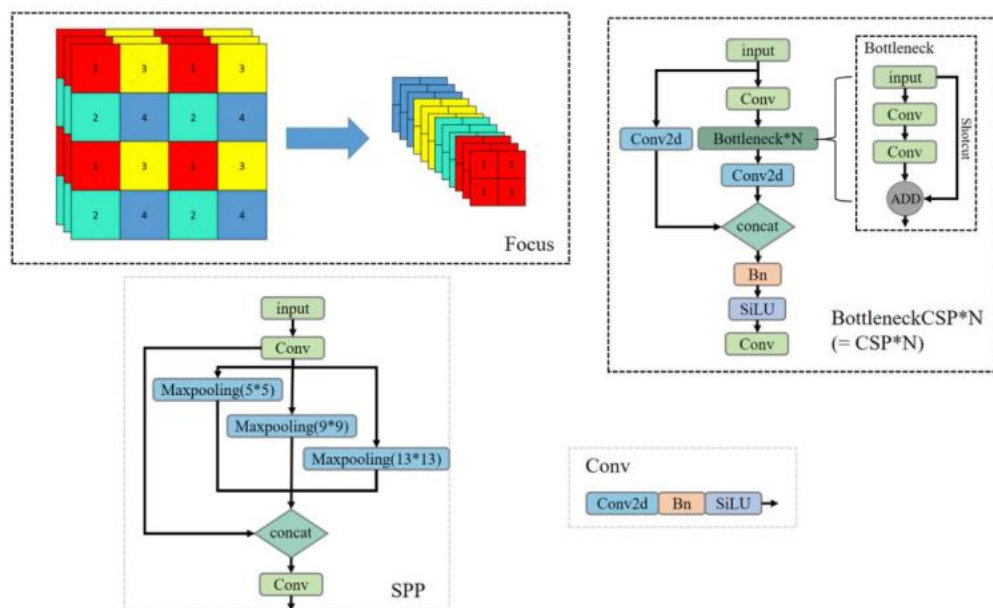 1 3 1 3
2 4 2 4
1 3 1 3
2 4 2 4
1 1
1 1
Focus
input
Conv
Conv2d
Bottleneck*N
Conv2d
concat
Bn
SiLU
Conv
BottleneckCSP*N
(= CSP*N)
Bottleneck
input
Conv
Conv
Shotcut
ADD
input
Conv
Maxpooling(5*5)
Maxpooling(9*9)
Maxpooling(13*13)
concat
Conv
SPP
Conv
Conv2d Bn SiLU